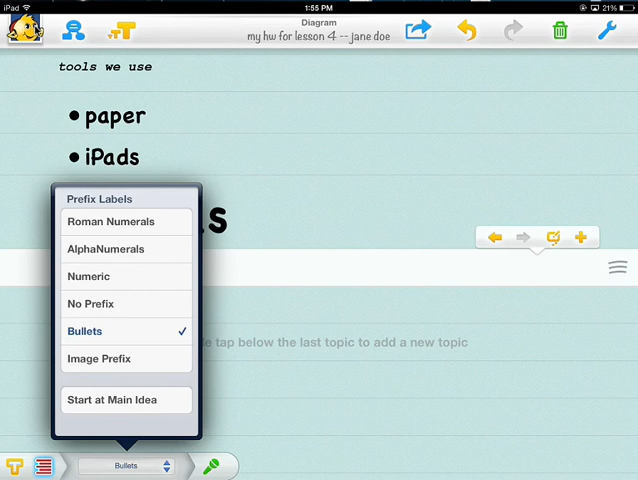 iPad 1:55 PM 21%
Diagram
my hw for lesson 4 -- jane doe
tools we use
paper
iPads
Prefix Labels
Roman Numerals
AlphaNumerals
Numeric
No Prefix
Bullets
tap below the last topic to add a new topic
Image Prefix
Start at Main Idea
Bullets